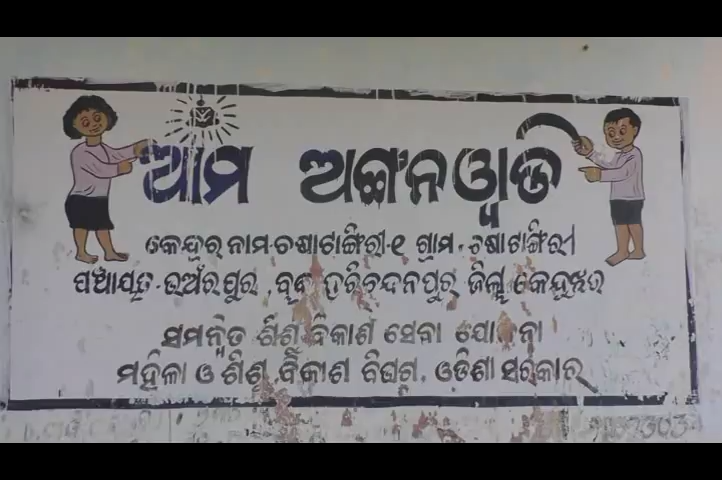 ଆମ ଅଙ୍ଗନୱାଡି
କେନ୍ଦ୍ରର ନାମ-ଚଷାଟାଙ୍ଗିରୀ-୧ ଗ୍ରାମ-ଚଷାଟାଙ୍ଗିରୀ
ପଞ୍ଚାୟତ-ଭଅଁରପୁର, ବ୍ଲକ ହରିଚନ୍ଦନପୁର ଜିଲ୍ଲା କେନ୍ଦୁଝର
ସମନ୍ୱିତ ଶିଶୁ ବିକାଶ ସେବା ଯୋଜନା
ମହିଳା ଓ ଶିଶୁ ବିକାଶ ବିଭାଗ, ଓଡିଶା ସରକାର